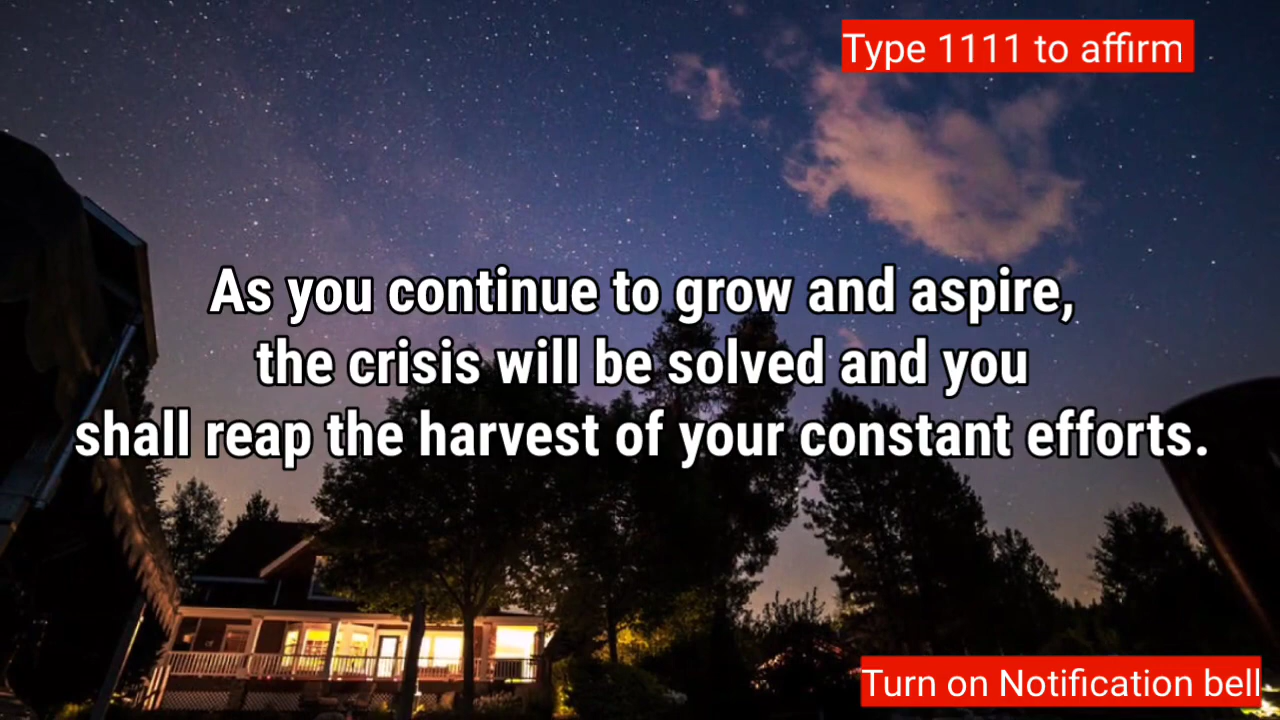 Type 1111 to affirm
As you continue to grow and aspire,
the crisis will be solved and you
shall reap the harvest of your constant efforts.
Turn on Notification bell